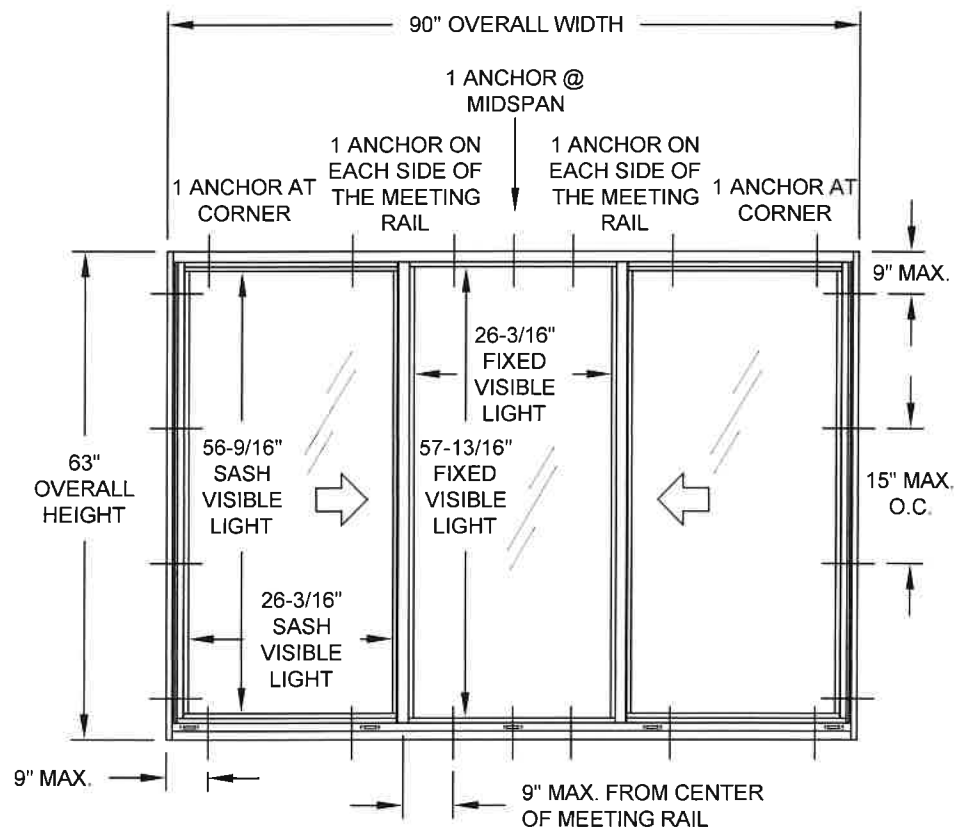 90" OVERALL WIDTH
1 ANCHOR @
MIDSPAN
1 ANCHOR AT
CORNER
1 ANCHOR ON
EACH SIDE OF
THE MEETING
RAIL
1 ANCHOR ON
EACH SIDE OF
THE MEETING
RAIL
1 ANCHOR AT
CORNER
9" MAX.
26-3/16"
FIXED
VISIBLE
LIGHT
63"
OVERALL
HEIGHT
56-9/16"
SASH
VISIBLE
LIGHT
57-13/16"
FIXED
VISIBLE
LIGHT
15" MAX.
O.C.
26-3/16"
SASH
VISIBLE
LIGHT
9" MAX.
9" MAX. FROM CENTER
OF MEETING RAIL